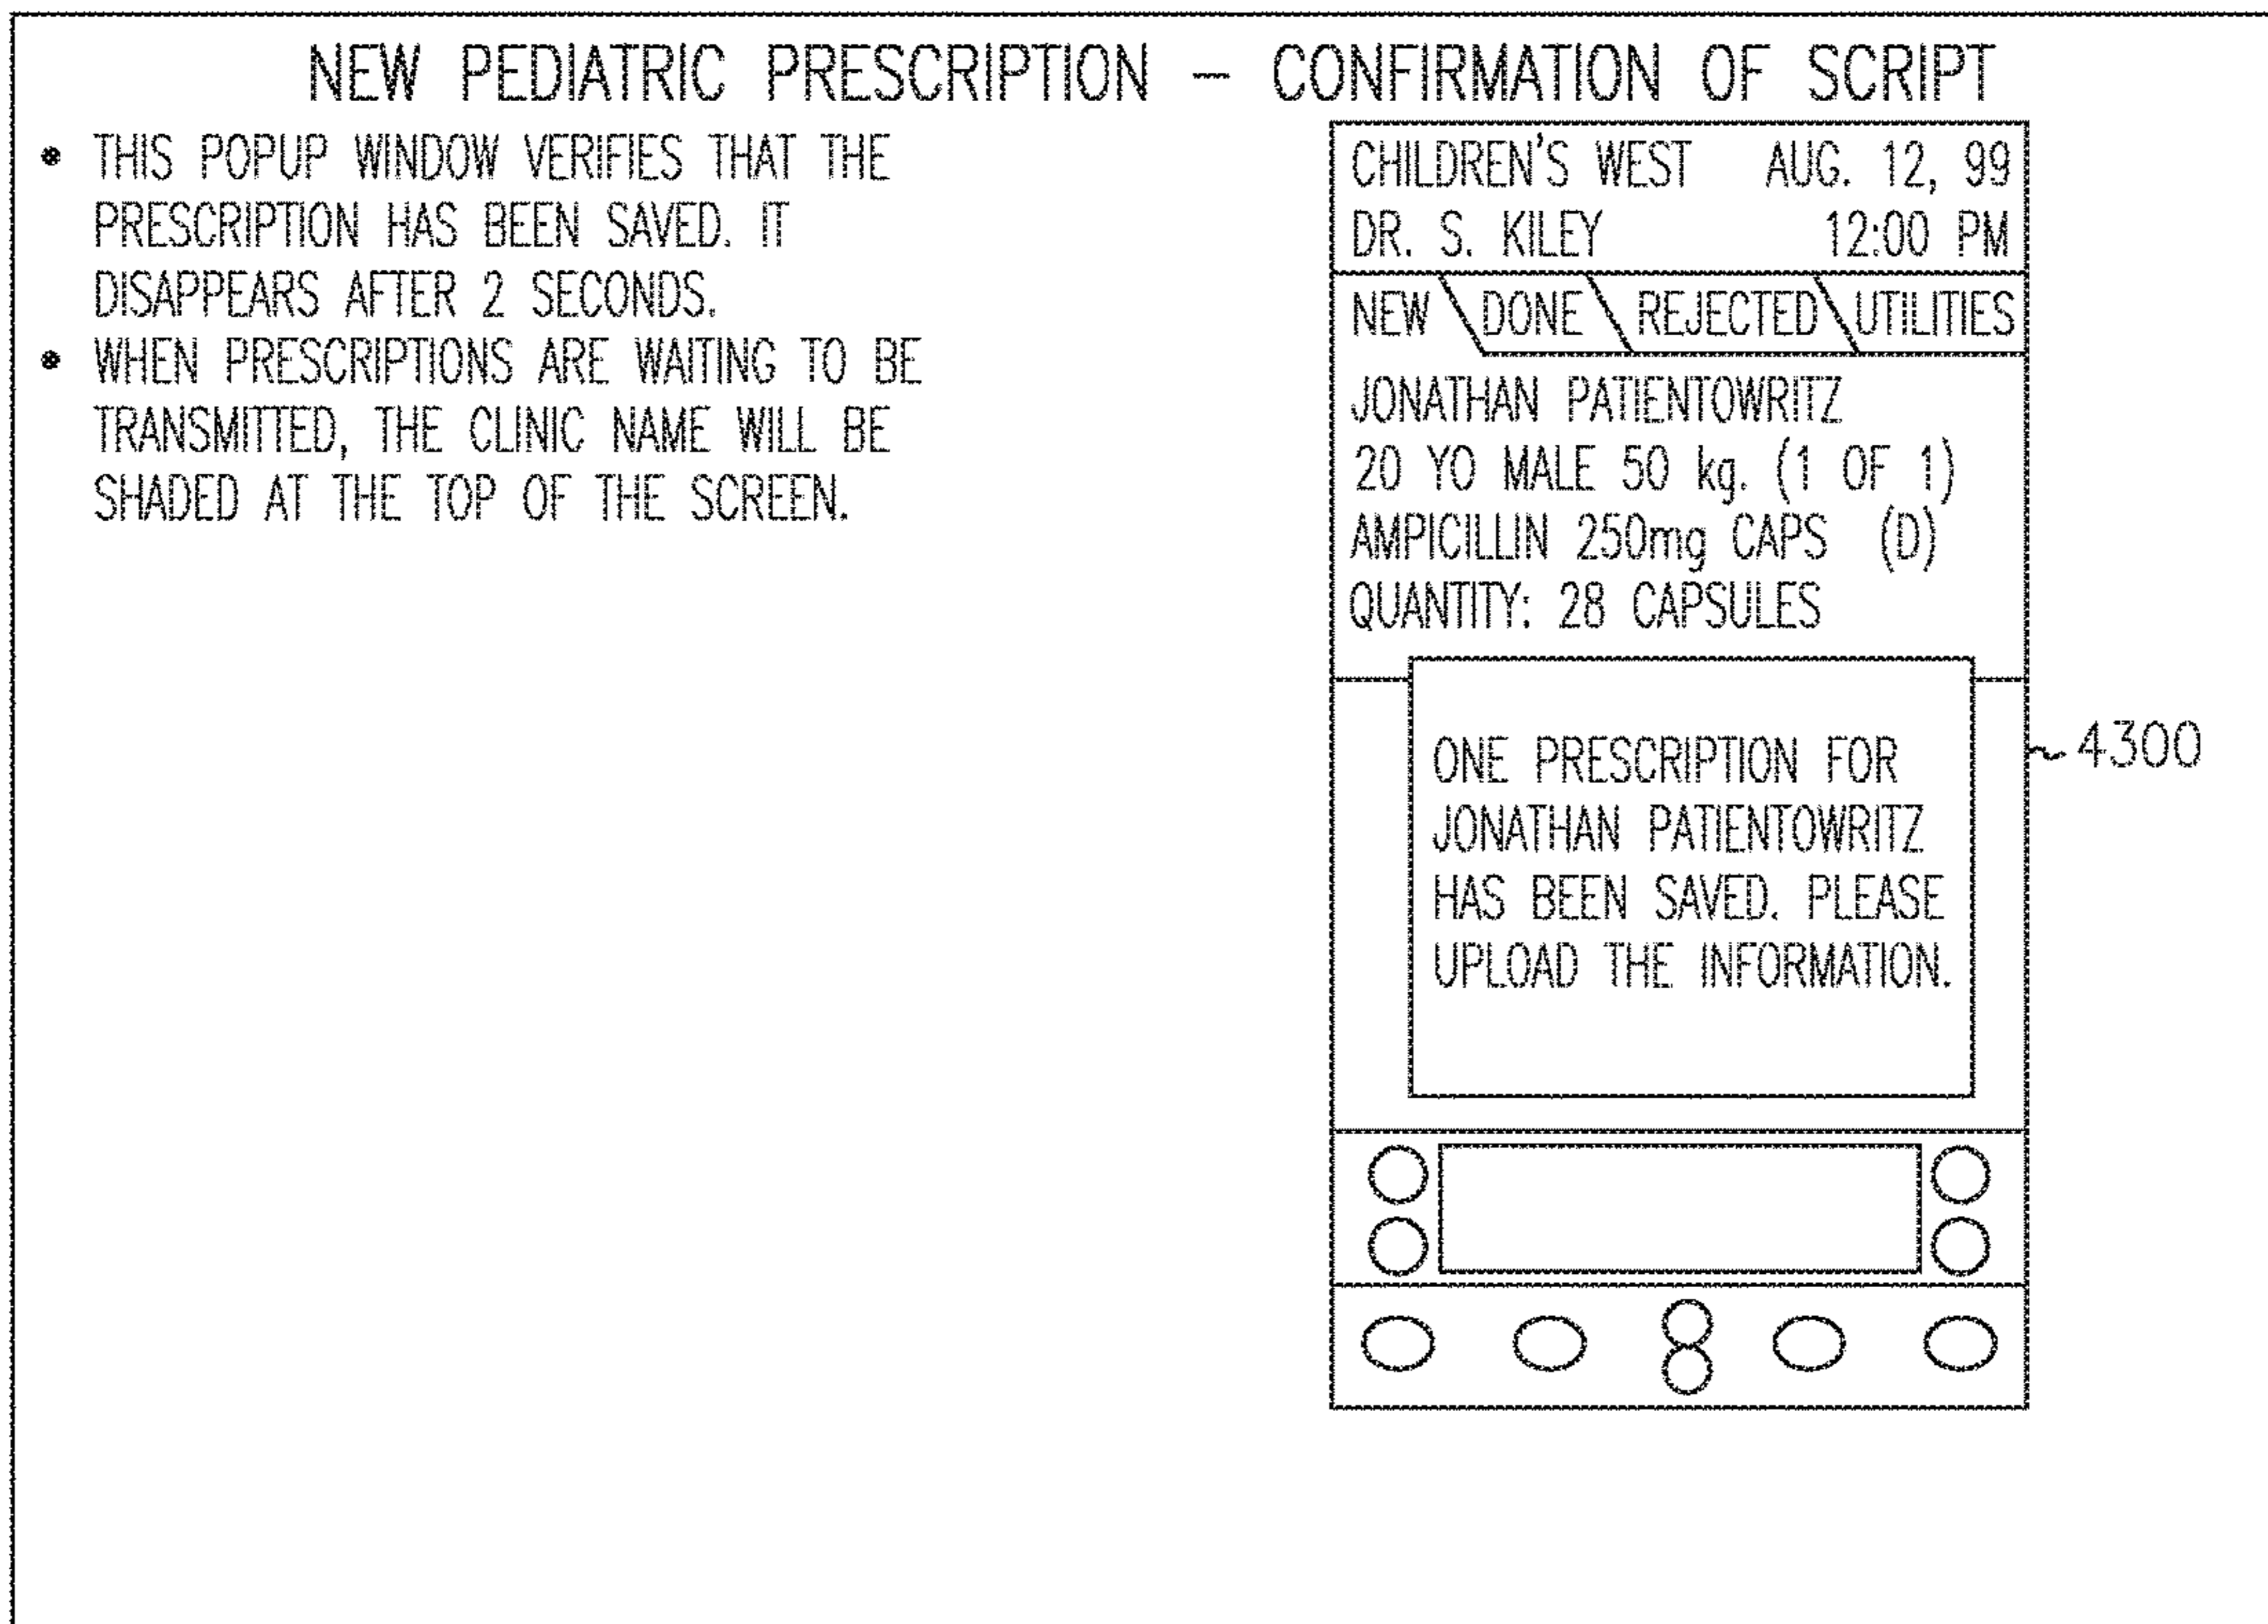 NEW PEDIATRIC PRESCRIPTION – CONFIRMATION OF SCRIPT
• THIS POPUP WINDOW VERIFIES THAT THE
PRESCRIPTION HAS BEEN SAVED. IT
DISAPPEARS AFTER 2 SECONDS.
• WHEN PRESCRIPTIONS ARE WAITING TO BE
TRANSMITTED, THE CLINIC NAME WILL BE
SHADED AT THE TOP OF THE SCREEN.
CHILDREN'S WEST AUG. 12, 99
DR. S. KILEY 12:00 PM
NEW DONE REJECTED UTILITIES
JONATHAN PATIENTOWRITZ
20 YO MALE 50 kg. (1 OF 1)
AMPICILLIN 250mg CAPS (D)
QUANTITY: 28 CAPSULES
ONE PRESCRIPTION FOR
JONATHAN PATIENTOWRITZ
HAS BEEN SAVED. PLEASE
UPLOAD THE INFORMATION.
4300